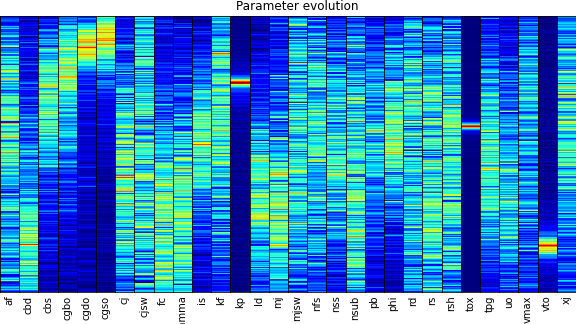 Parameter evolution
af
cbd
cbs
cgbo
cgdo
cgso
cj
cjsw
fc
is
kf
kp
ld
mj
mjsw
nfs
nss
nsub
pb
phi
rd
rs
rsh
tox
tpg
uo
vmax
vto
xj